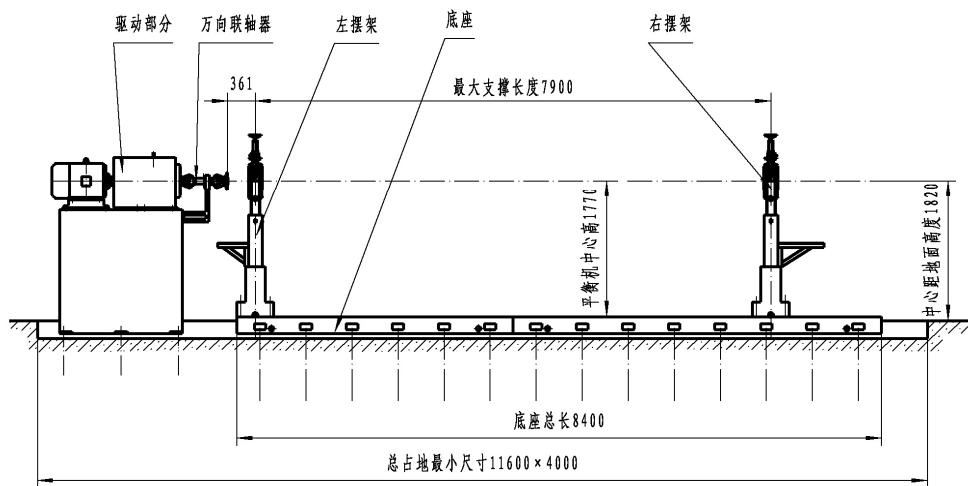 驱动部分
万向联轴器
左摆架
底座
右摆架
361
最大支撑长度7900
平衡机中心高1770
中心距地面高度1820
底座总长8400
总占地最小尺寸11600×4000